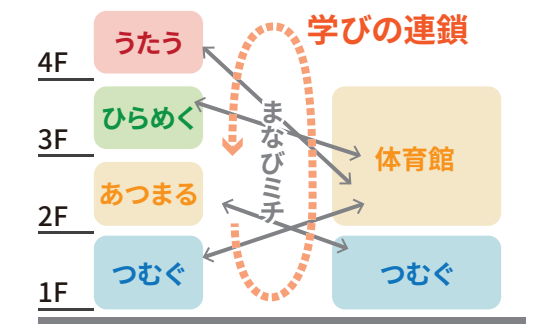 学びの連鎖
4F
うたう
3F
ひらめく
2F
あつまる
1F
つむぐ
まなびミチ
体育館
つむぐ